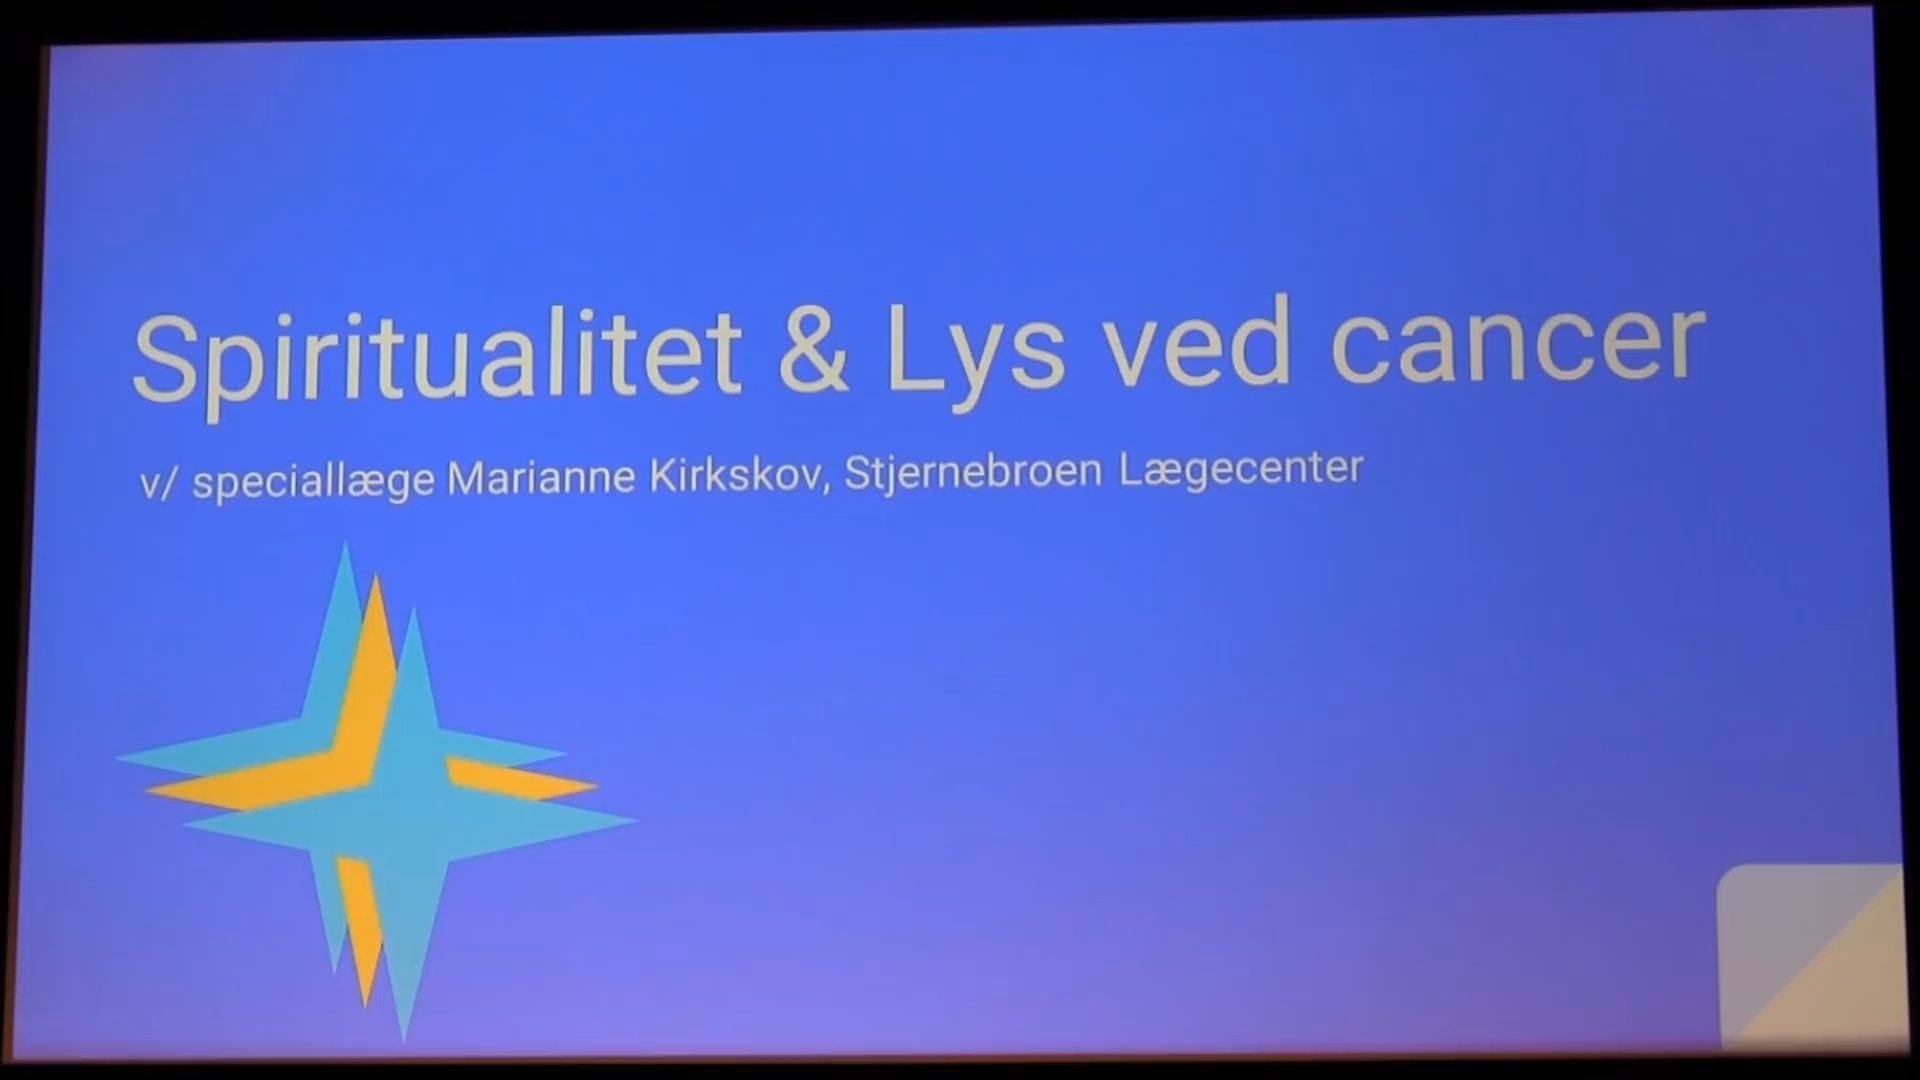 Spiritualitet & Lys ved cancer
v/ speciallæge Marianne Kirkskov, Stjernebroen Lægecenter